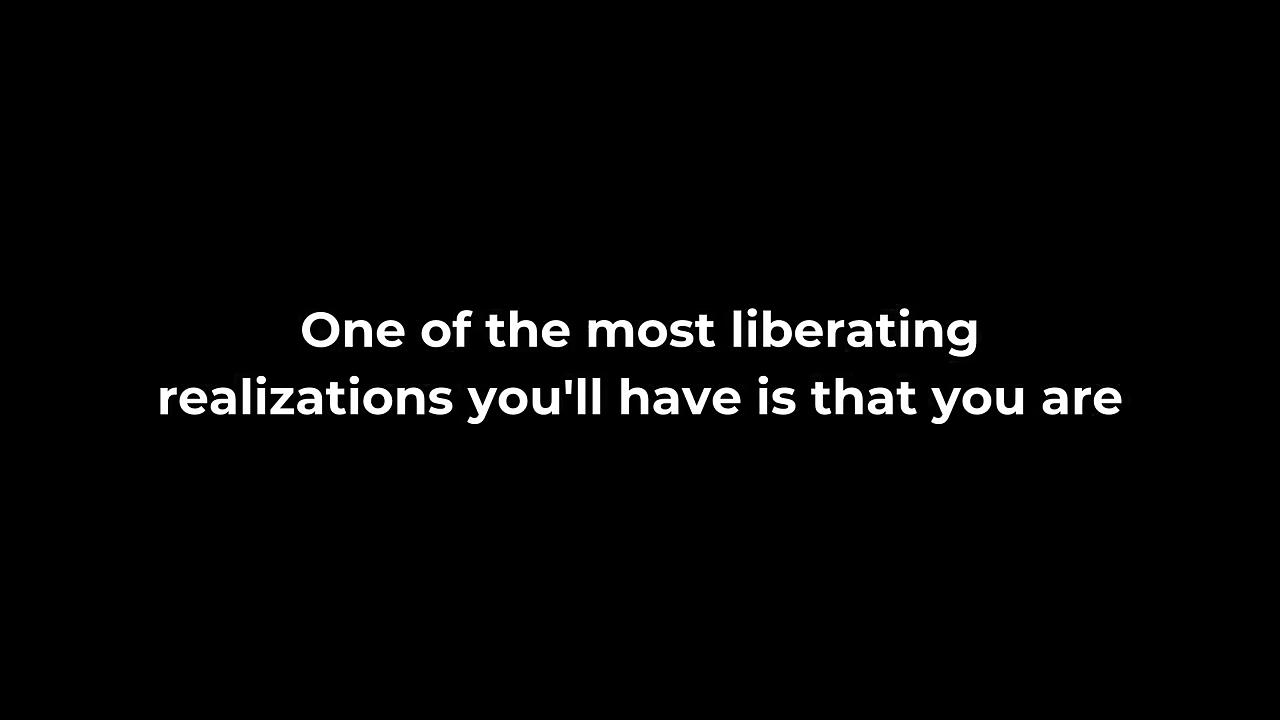 One of the most liberating
realizations you'll have is that you are